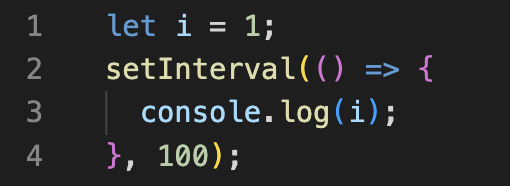 1 let i = 1;
2 setInterval(() => {
3 console.log(i);
4 }, 100);